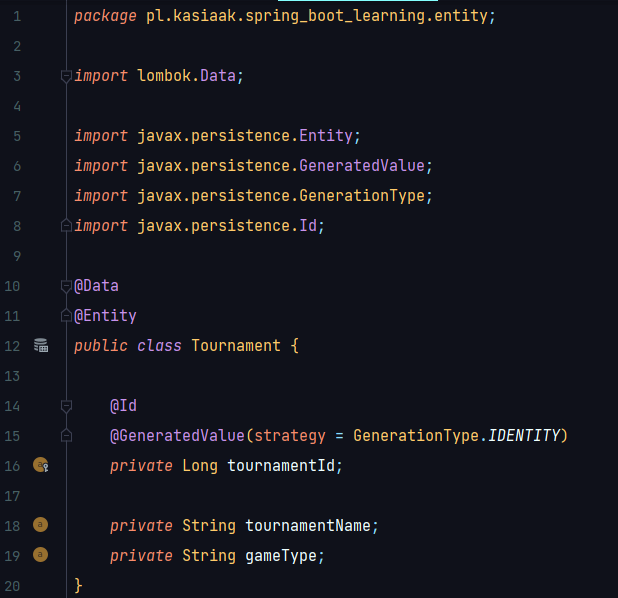 1 package pl.kasiaak.spring_boot_learning.entity;
2
3 import lombok.Data;
4
5 import javax.persistence.Entity;
6 import javax.persistence.GeneratedValue;
7 import javax.persistence.GenerationType;
8 import javax.persistence.Id;
9
10 @Data
11 @Entity
12 public class Tournament {
13
14 @Id
15 @GeneratedValue(strategy = GenerationType.IDENTITY)
16 private Long tournamentId;
17
18 private String tournamentName;
19 private String gameType;
20 }